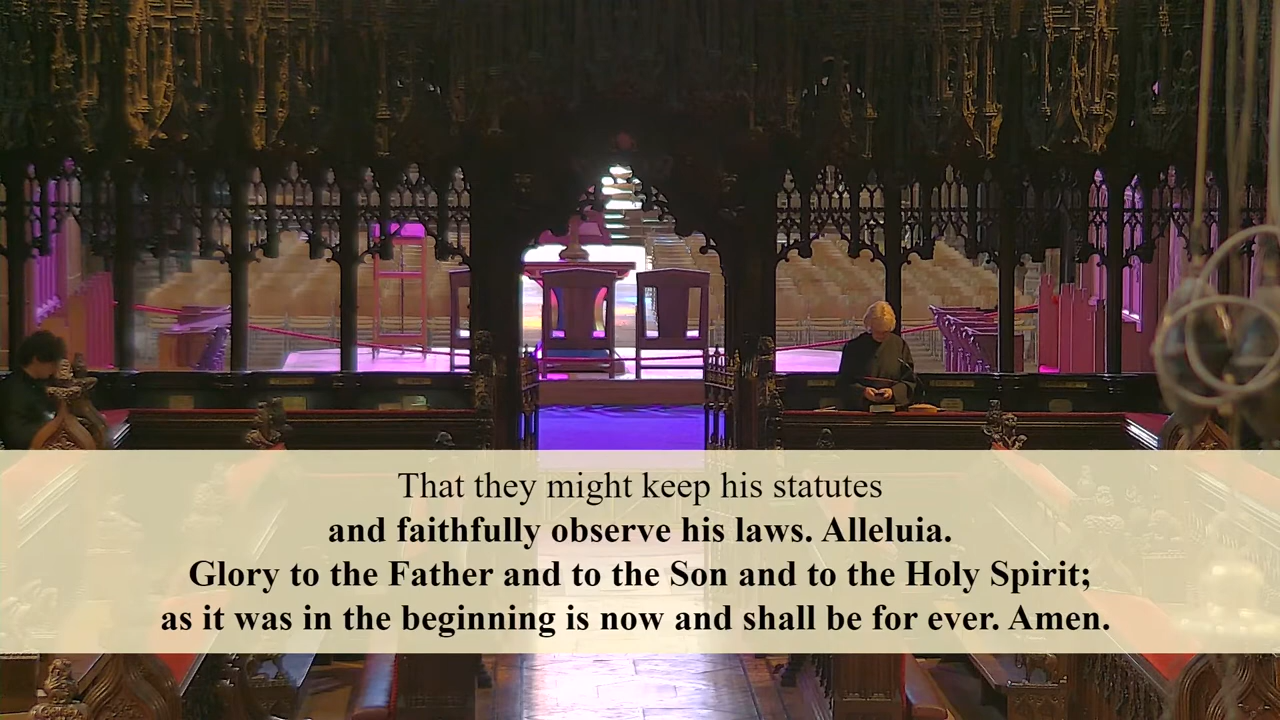 That they might keep his statutes
and faithfully observe his laws. Alleluia.
Glory to the Father and to the Son and to the Holy Spirit;
as it was in the beginning is now and shall be for ever. Amen.